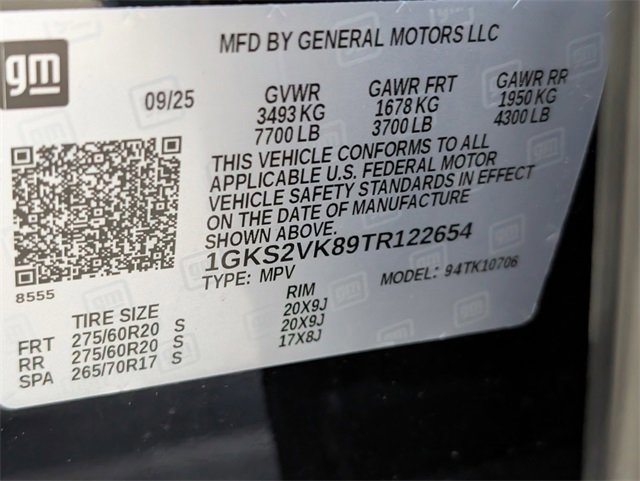 gm
MFD BY GENERAL MOTORS LLC
09/25 GVWR GAWR FRT GAWR RR
3493 KG 1678 KG 1950 KG
7700 LB 3700 LB 4300 LB
THIS VEHICLE CONFORMS TO ALL
APPLICABLE U.S. FEDERAL MOTOR
VEHICLE SAFETY STANDARDS IN EFFECT
ON THE DATE OF MANUFACTURE
SHOWN ABOVE.
1GKS2VK89TR122654
8555
TYPE: MPV MODEL: 94TK10706
TIRE SIZE RIM
FRT 275/60R20 S 20X9J
RR 275/60R20 S 20X9J
SPA 265/70R17 S 17X8J